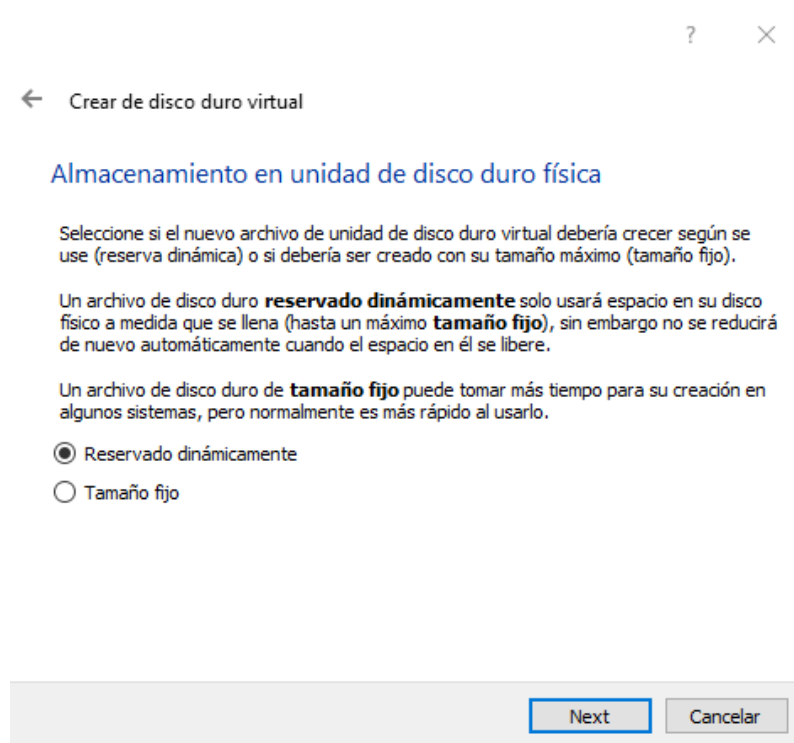 ?
Crear de disco duro virtual
Almacenamiento en unidad de disco duro física
Seleccione si el nuevo archivo de unidad de disco duro virtual debería crecer según se
use (reserva dinámica) o si debería ser creado con su tamaño máximo (tamaño fijo).
Un archivo de disco duro reservado dinámicamente solo usará espacio en su disco
físico a medida que se llena (hasta un máximo tamaño fijo), sin embargo no se reducirá
de nuevo automáticamente cuando el espacio en él se libere.
Un archivo de disco duro de tamaño fijo puede tomar más tiempo para su creación en
algunos sistemas, pero normalmente es más rápido al usarlo.
Reservado dinámicamente
Tamaño fijo
Next Cancelar